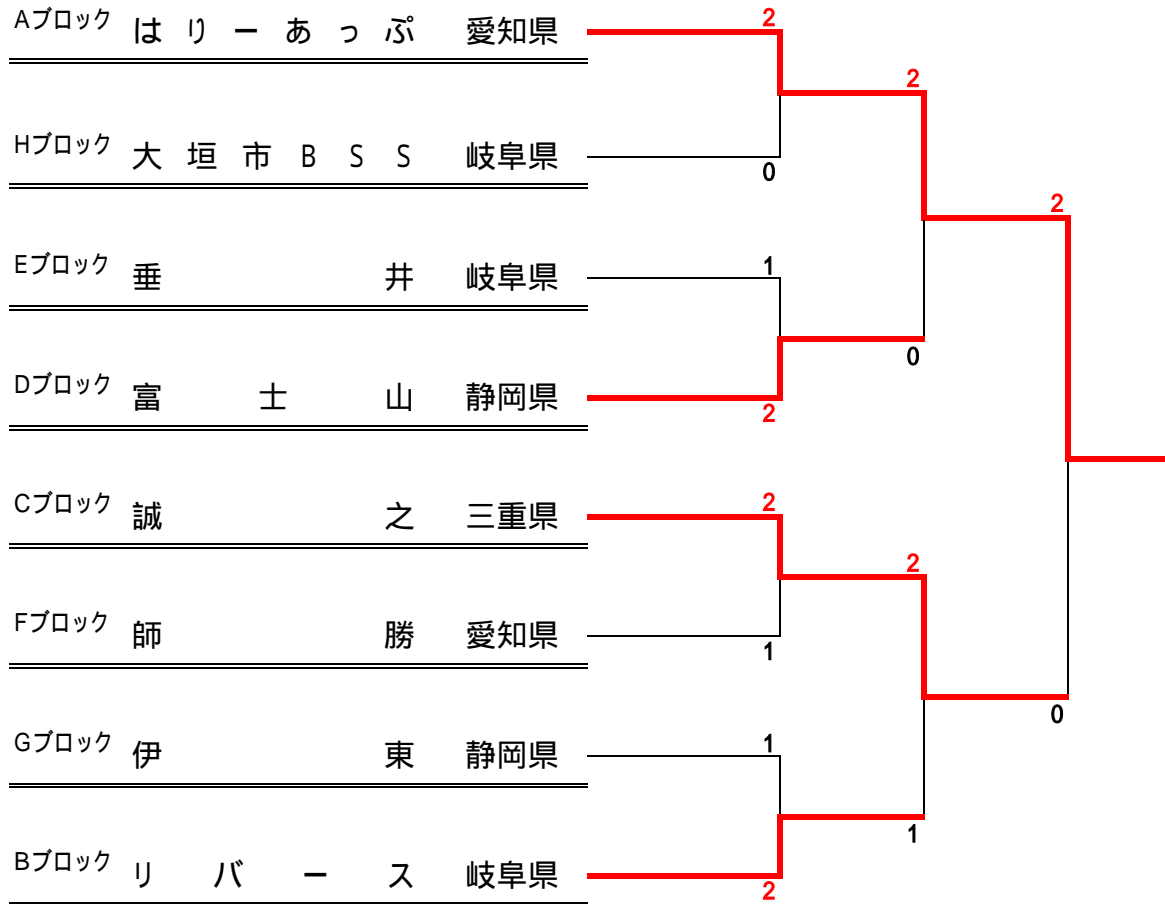 Aブロック はりーあっぷ 愛知県 2
2
Hブロック 大垣市BSS 岐阜県 0
2
Eブロック 垂井 岐阜県 1
0
Dブロック 富士山 静岡県 2
Cブロック 誠之 三重県 2
2
Fブロック 師勝 愛知県 1
0
Gブロック 伊東 静岡県 1
1
Bブロック リバース 岐阜県 2